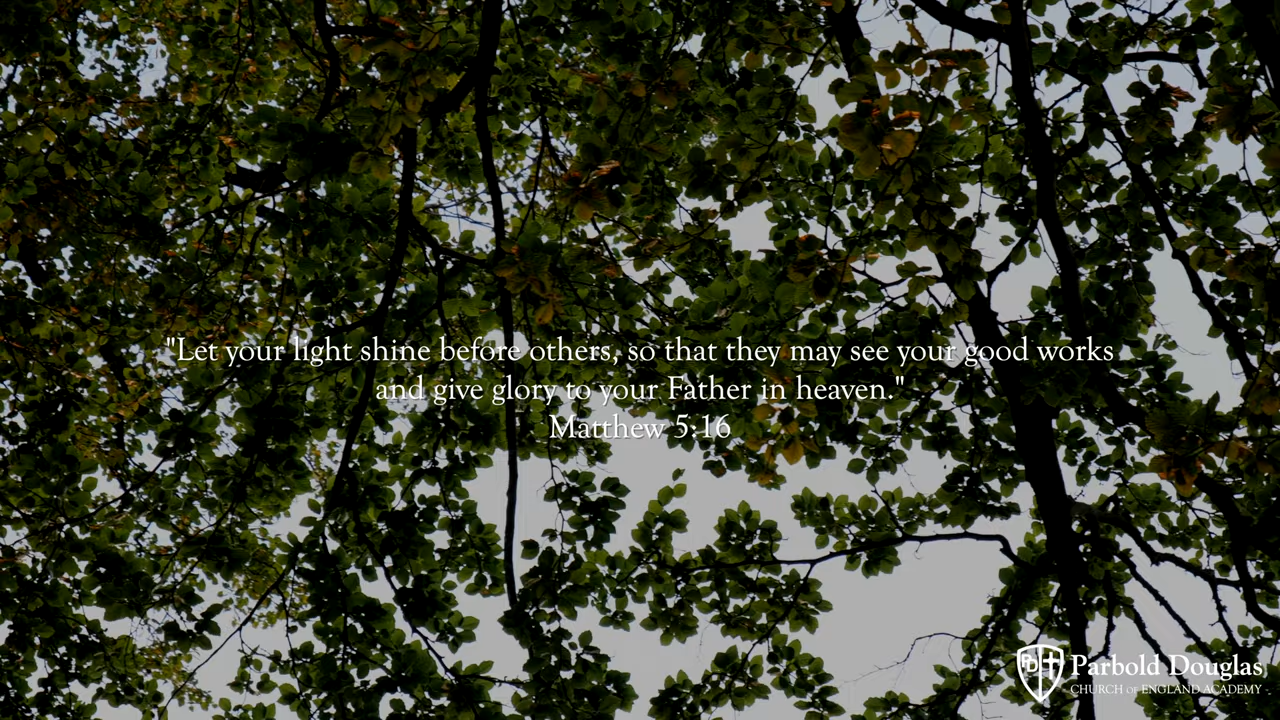 "Let your light shine before others, so that they may see your good works
and give glory to your Father in heaven."
Matthew 5:16
PD
Parbold Douglas
CHURCH OF ENGLAND ACADEMY